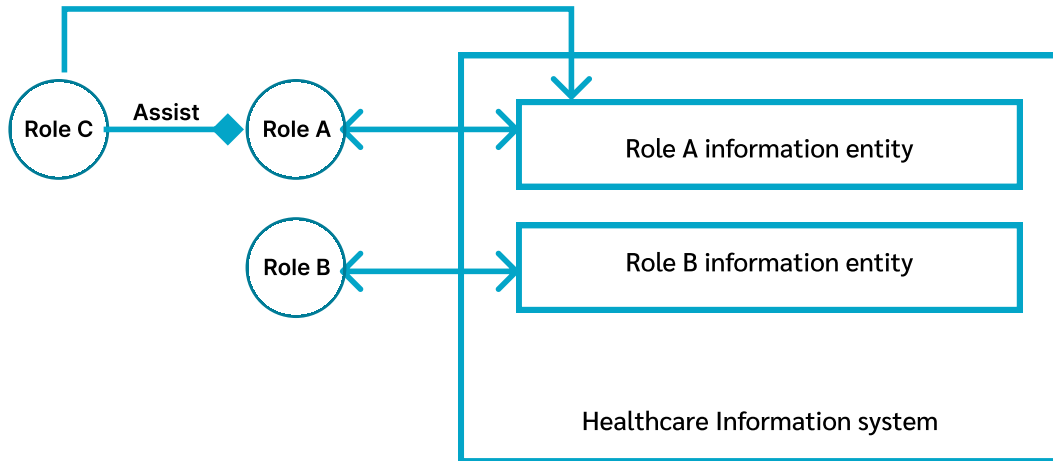 Assist
Role C
Role A
Role A information entity
Role B
Role B information entity
Healthcare Information system